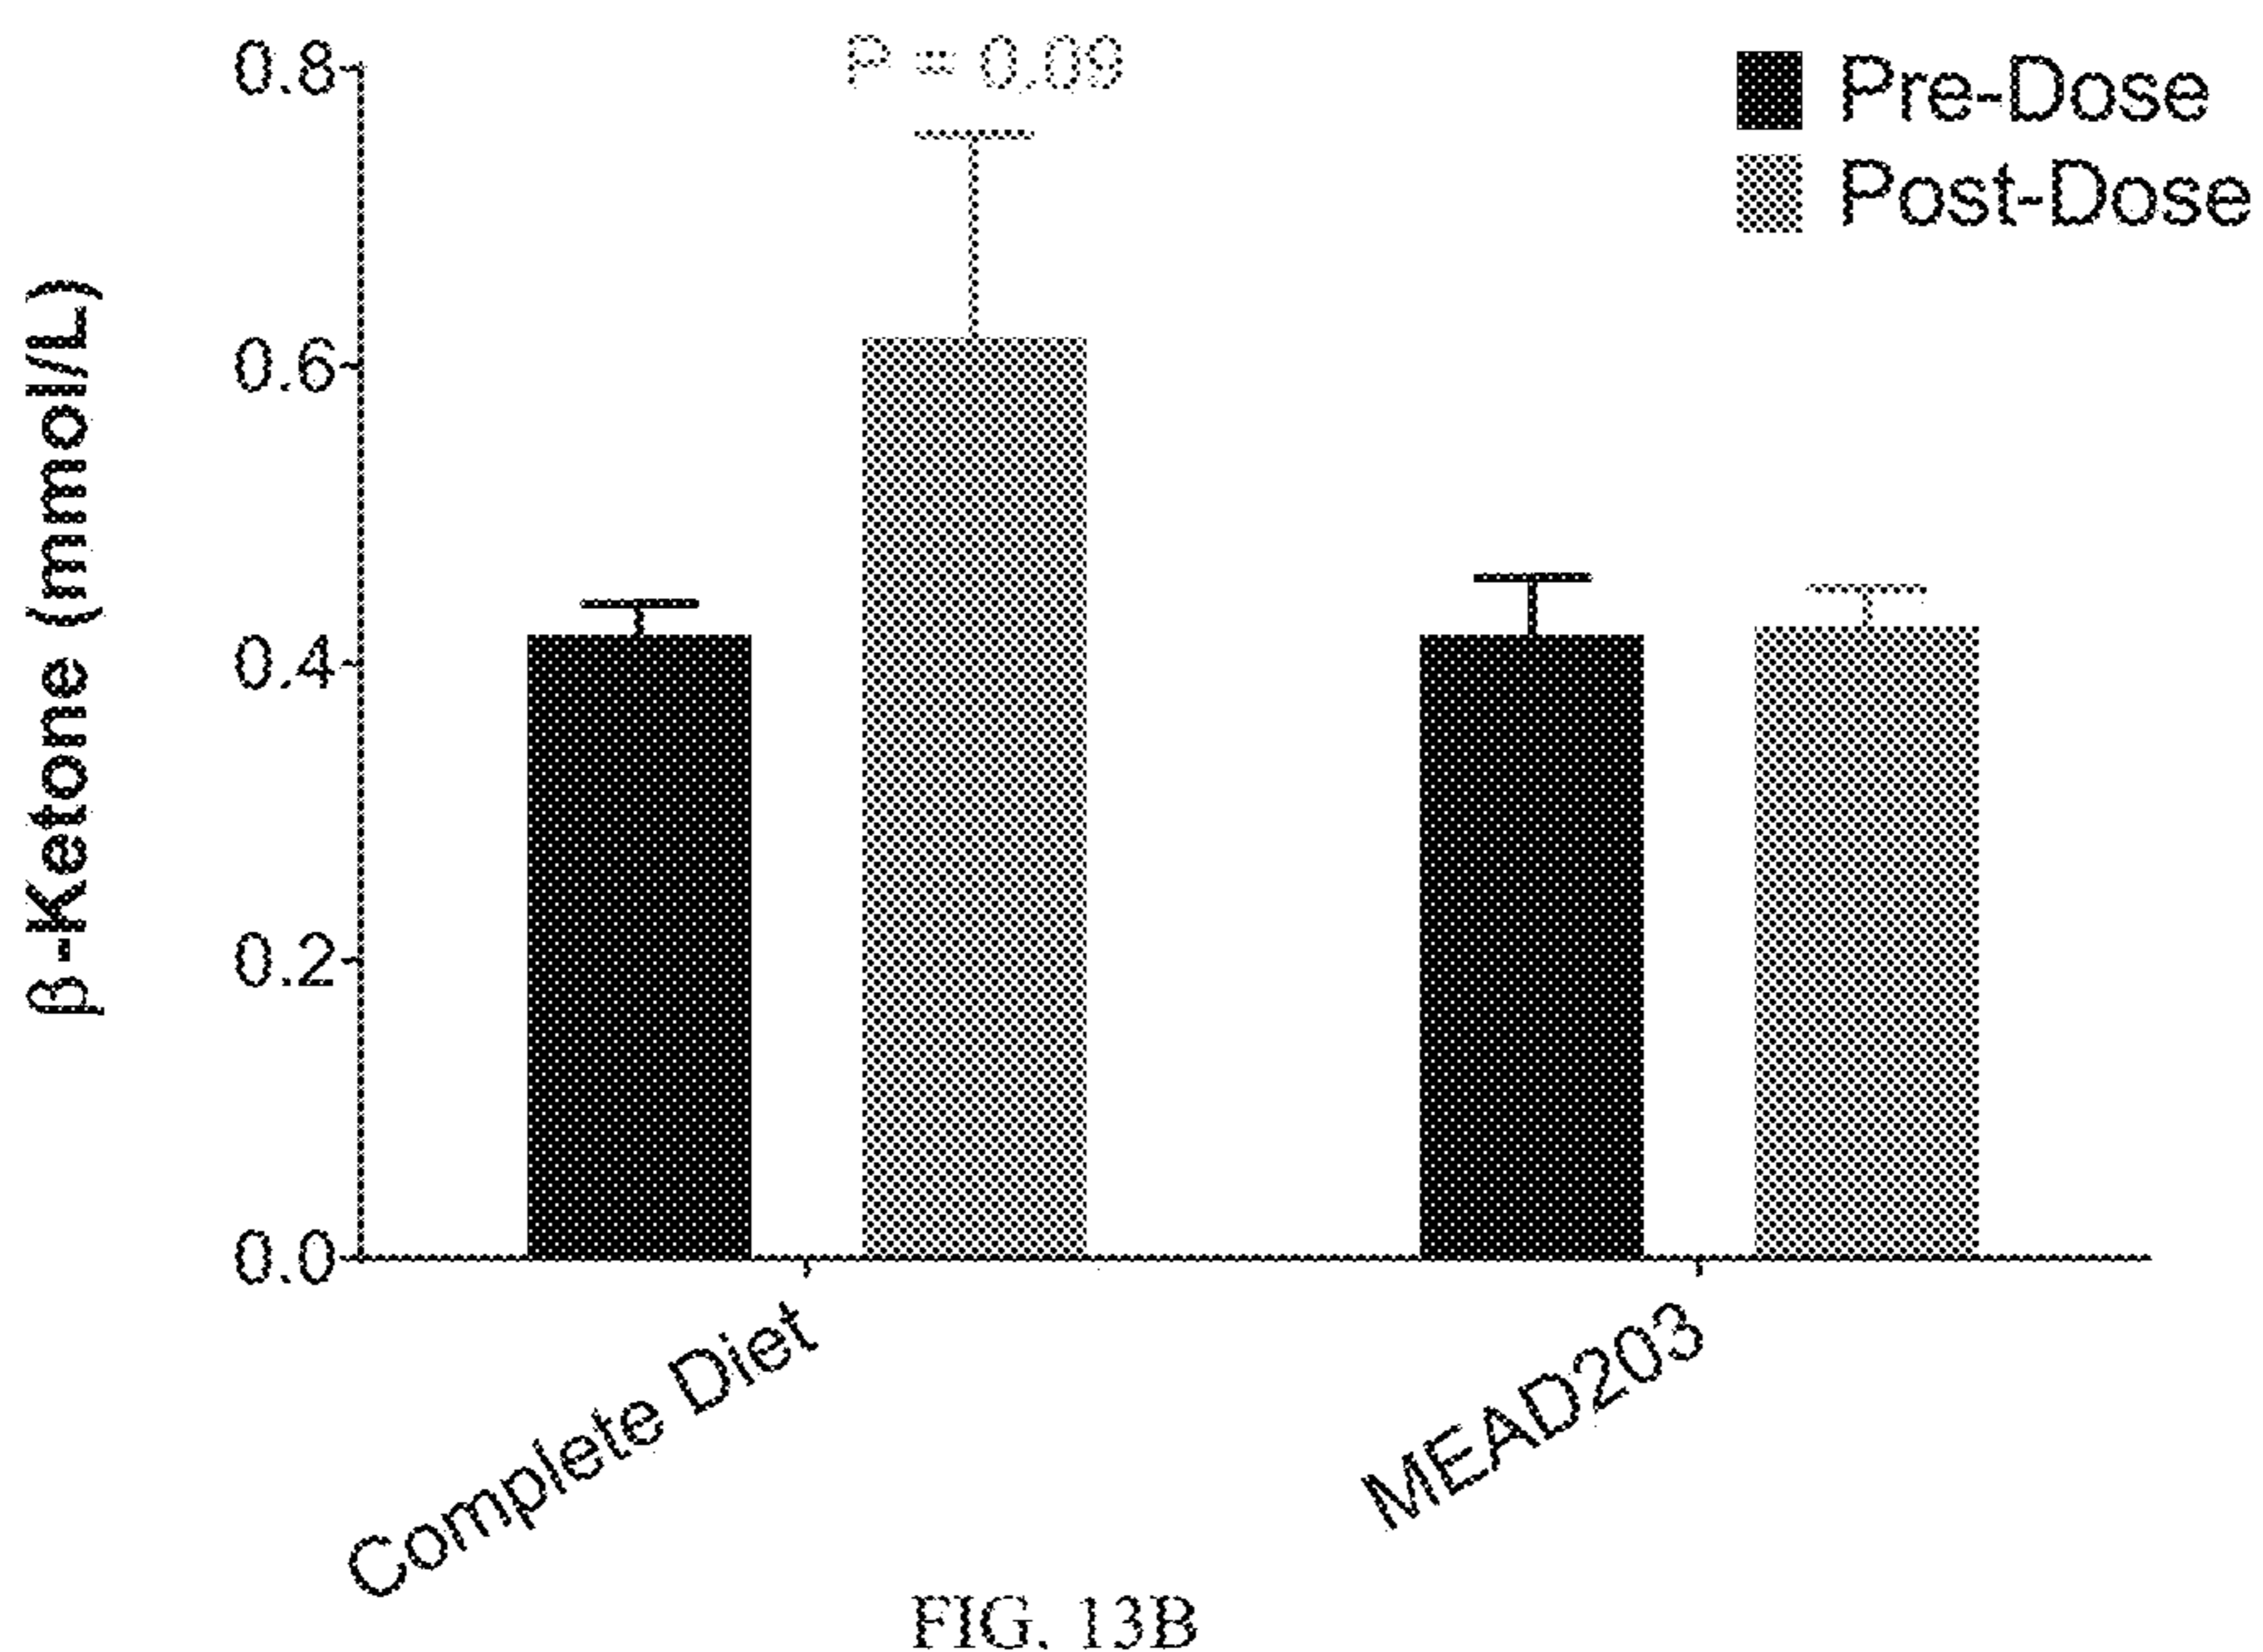 P = 0.09
Pre-Dose
Post-Dose
β-Ketone (mmol/L)
0.8
0.6
0.4
0.2
0.0
Complete Diet
MEAD203
FIG. 13B